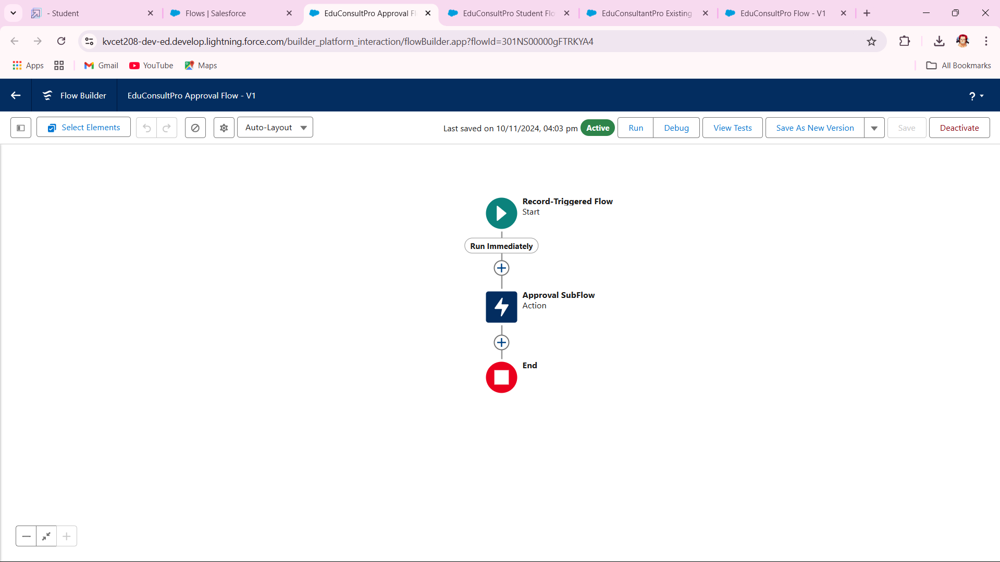 - Student
Flows | Salesforce
EduConsultPro Approval Fl
EduConsultPro Student Flo
EduConsultantPro Existing
EduConsultPro Flow - V1
kvcet208-dev-ed.develop.lightning.force.com/builder_platform_interaction/flowBuilder.app?flowId=301NS00000gFTRKYA4
Apps
Gmail
YouTube
Maps
All Bookmarks
Flow Builder
EduConsultPro Approval Flow - V1
?
Select Elements
Auto-Layout
Last saved on 10/11/2024, 04:03 pm
Active
Run
Debug
View Tests
Save As New Version
Save
Deactivate
Record-Triggered Flow
Start
Run Immediately
Approval SubFlow
Action
End